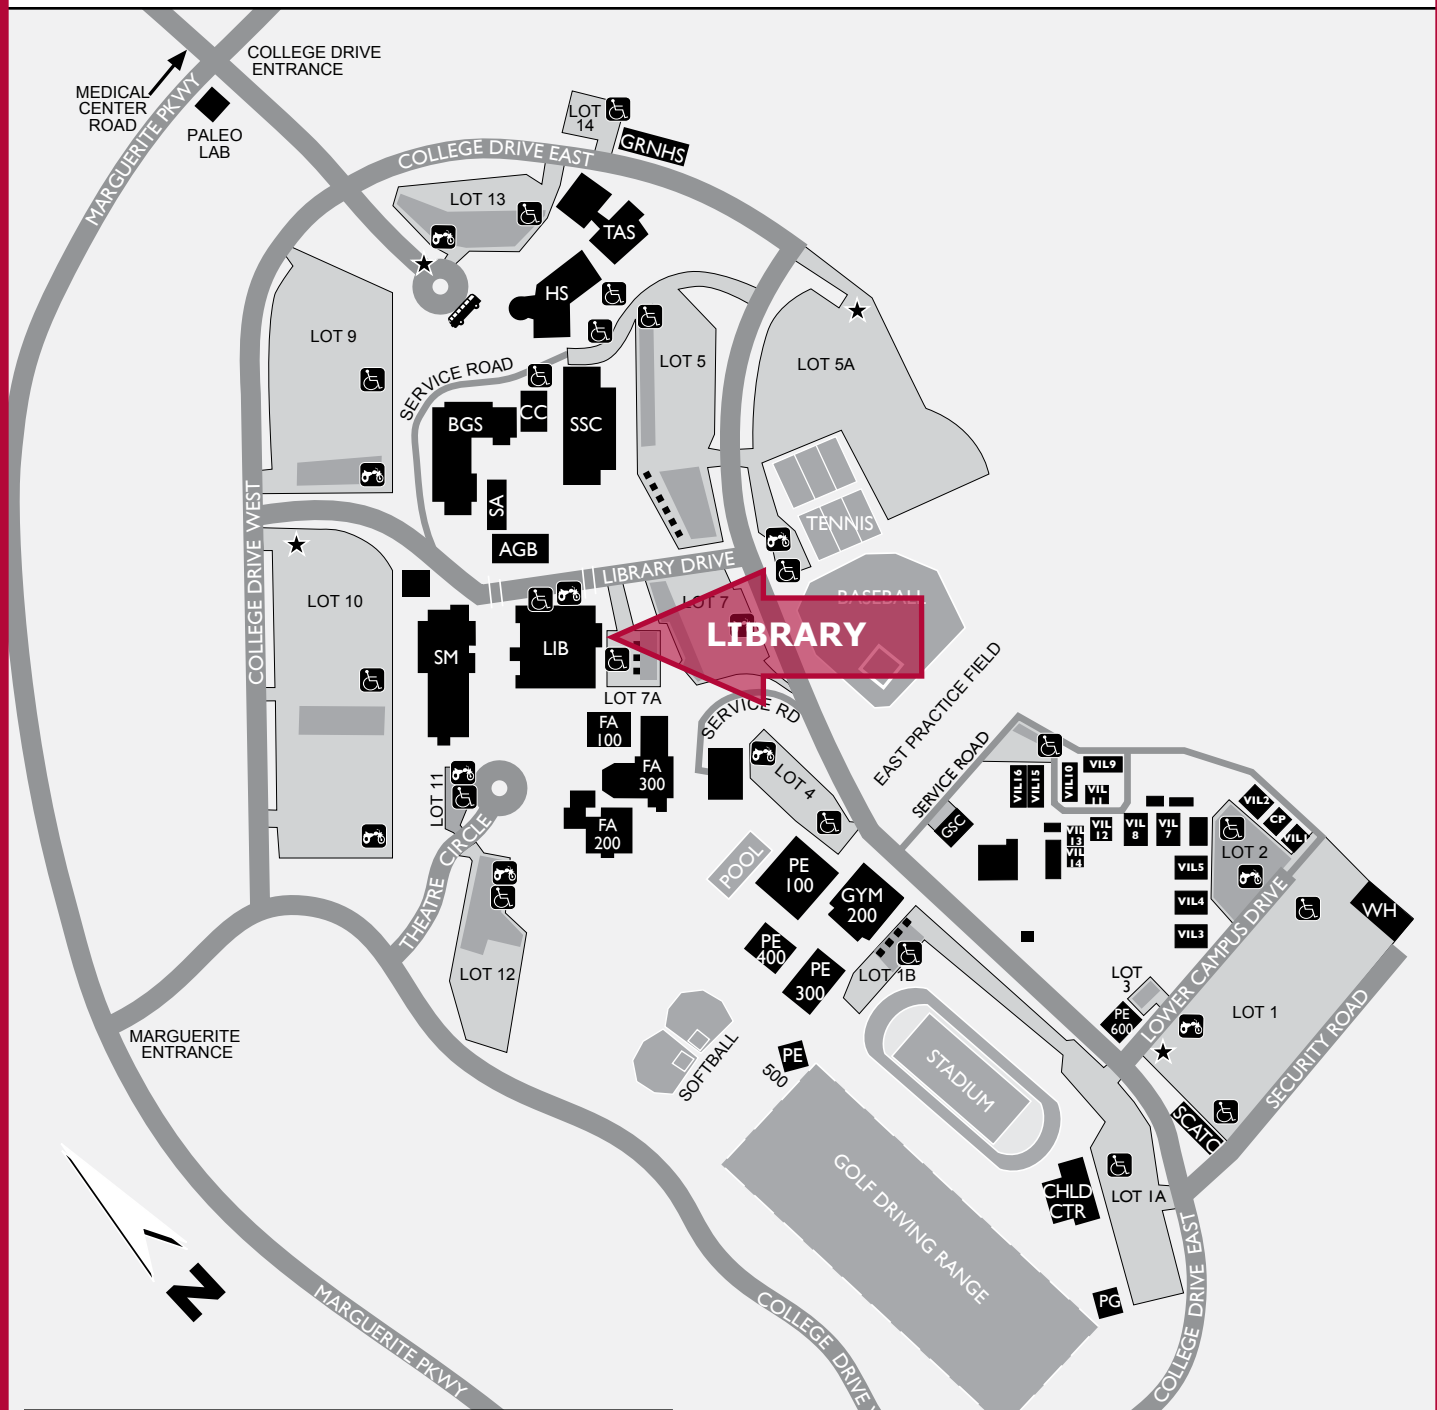 COLLEGE DRIVE
ENTRANCE
MEDICAL
CENTER
ROAD
MARGUERITE PKWY
PALEO
LAB
LOT
14
GRNHS
COLLEGE DRIVE EAST
LOT 13
TAS
HS
LOT 9
LOT 5
LOT 5A
SERVICE ROAD
CC
BGS
SSC
SA
AGB
TENNIS
COLLEGE DRIVE WEST
LIBRARY DRIVE
LOT 10
LOT 7
BASEBALL
LIBRARY
LIB
SM
LOT 7A
SERVICE RD
EAST PRACTICE FIELD
FA
100
FA
300
FA
200
LOT 4
LOT 11
THEATRE CIRCLE
SERVICE ROAD
GSC
VIL16
VIL15
VIL10
VIL9
VIL
11
VIL
13
VIL
14
VIL
12
VIL
8
VIL
7
VIL2
CP
VIL1
LOT 2
VIL5
VIL4
VIL3
WH
POOL
PE
100
GYM
200
PE
400
PE
300
LOT 1B
LOT 12
LOT
3
PE
600
LOWER CAMPUS DRIVE
LOT 1
SECURITY ROAD
MARGUERITE
ENTRANCE
SOFTBALL
PE
500
STADIUM
SCATC
GOLF DRIVING RANGE
CHLD
CTR
LOT 1A
PG
N
MARGUERITE PKWY
COLLEGE DRIVE
COLLEGE DRIVE EAST